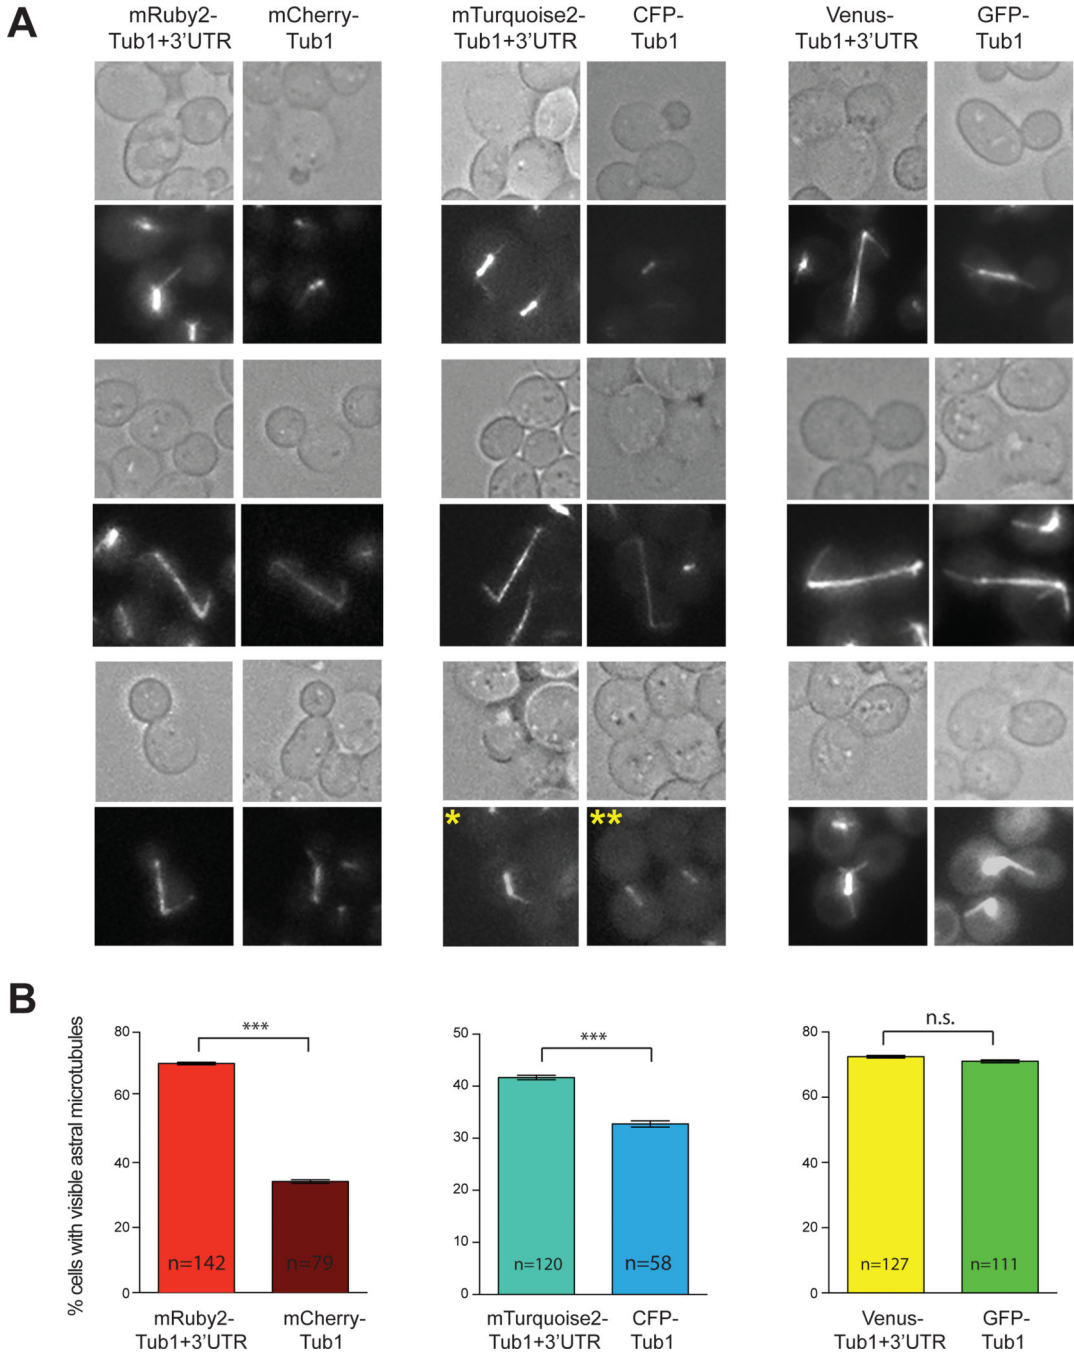 A
mRuby2-
Tub1+3'UTR
mCherry-
Tub1
mTurquoise2-
Tub1+3'UTR
CFP-
Tub1
Venus-
Tub1+3'UTR
GFP-
Tub1
*
**
B
% cells with visible astral microtubules
80
60
40
20
0
***
n=142
n=79
mRuby2-
Tub1+3'UTR
mCherry-
Tub1
50
40
30
20
10
0
***
n=120
n=58
mTurquoise2-
Tub1+3'UTR
CFP-
Tub1
80
60
40
20
0
n.s.
n=127
n=111
Venus-
Tub1+3'UTR
GFP-
Tub1